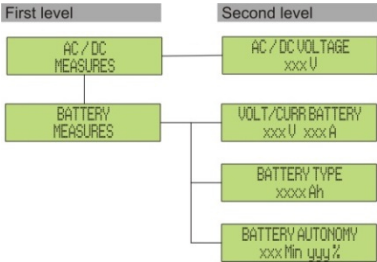 First level
Second level
AC / DC
MEASURES
AC / DC VOLTAGE
xxx V
BATTERY
MEASURES
VOLT/CURR BATTERY
xxx V xxx A
BATTERY TYPE
xxxx Ah
BATTERY AUTONOMY
xxx Min yyy%